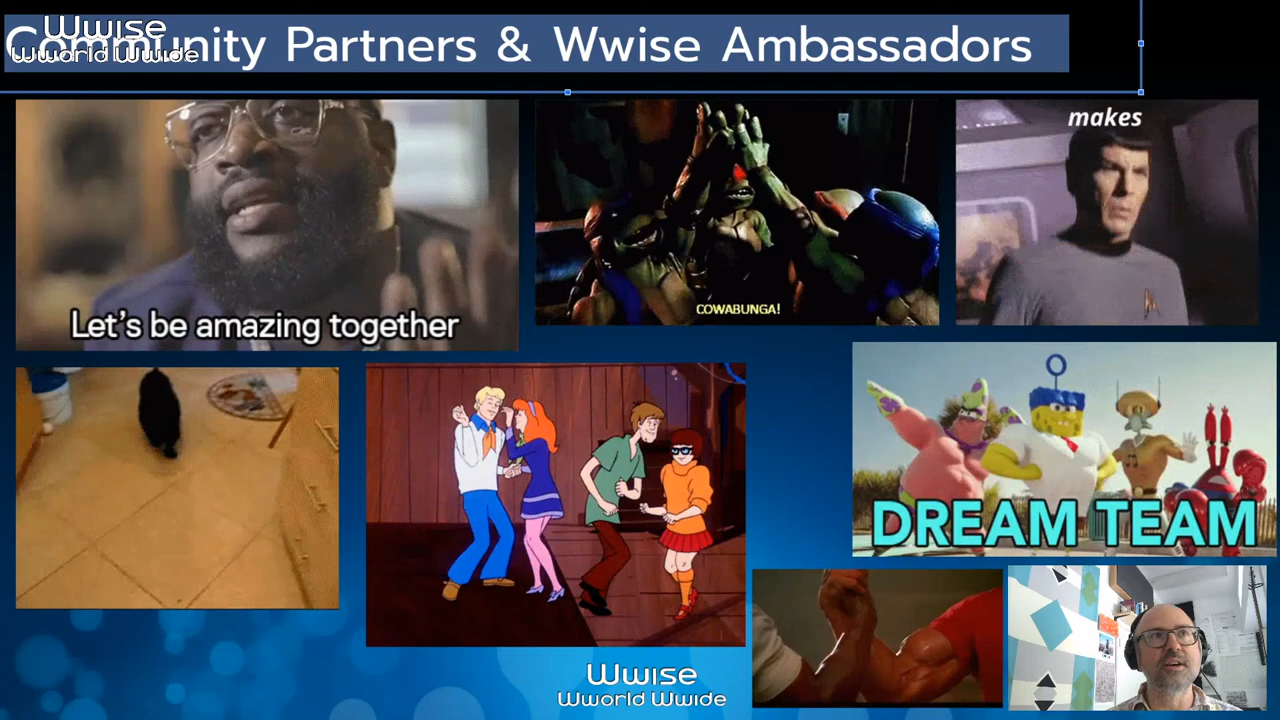 Wwise
Wworld Wwide
Community Partners & Wwise Ambassadors
makes
Let's be amazing together
COWABUNGA!
DREAM TEAM
Wwise
Wworld Wwide